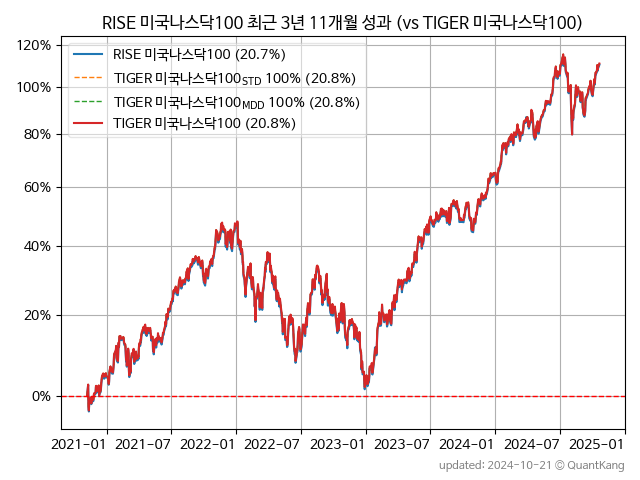 RISE 미국나스닥100 최근 3년 11개월 성과 (vs TIGER 미국나스닥100)
120%
100%
80%
60%
40%
20%
0%
RISE 미국나스닥100 (20.7%)
TIGER 미국나스닥100STD 100% (20.8%)
TIGER 미국나스닥100MDD 100% (20.8%)
TIGER 미국나스닥100 (20.8%)
2021-01 2021-07 2022-01 2022-07 2023-01 2023-07 2024-01 2024-07 2025-01
updated: 2024-10-21 © QuantKang